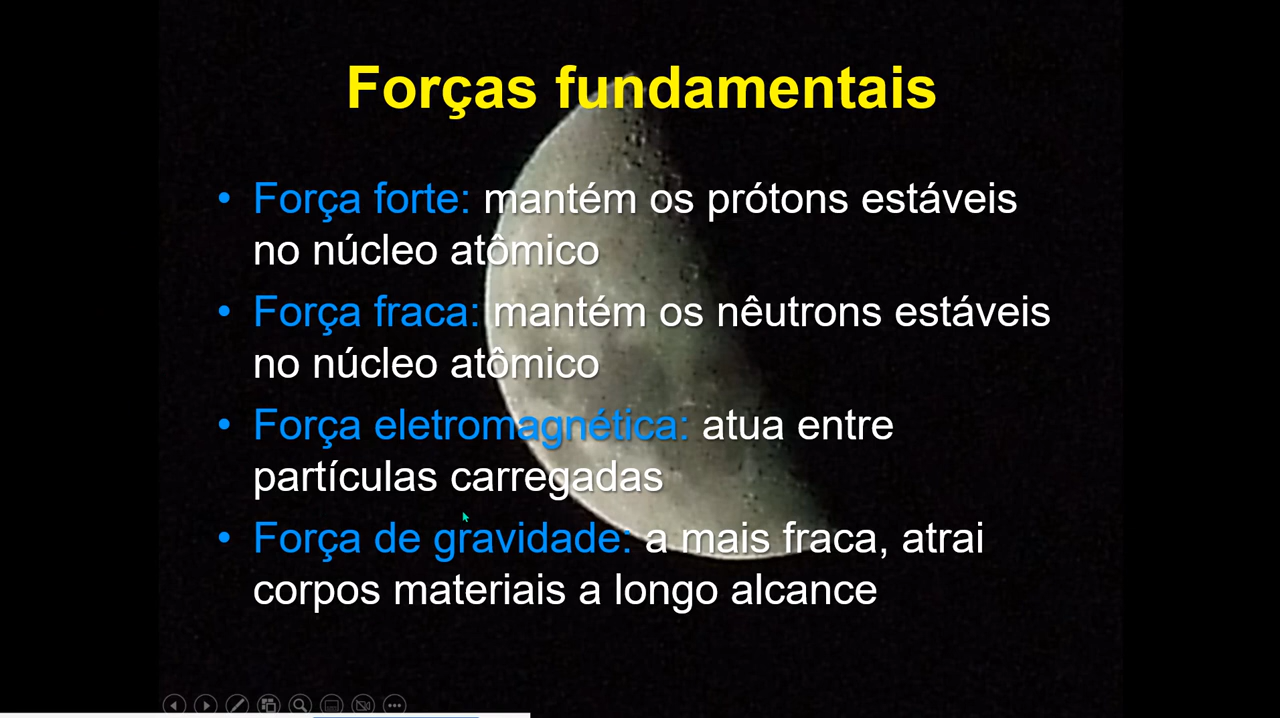 Forças fundamentais
• Força forte: mantém os prótons estáveis
no núcleo atômico
• Força fraca: mantém os nêutrons estáveis
no núcleo atômico
• Força eletromagnética: atua entre
partículas carregadas
• Força de gravidade: a mais fraca, atrai
corpos materiais a longo alcance